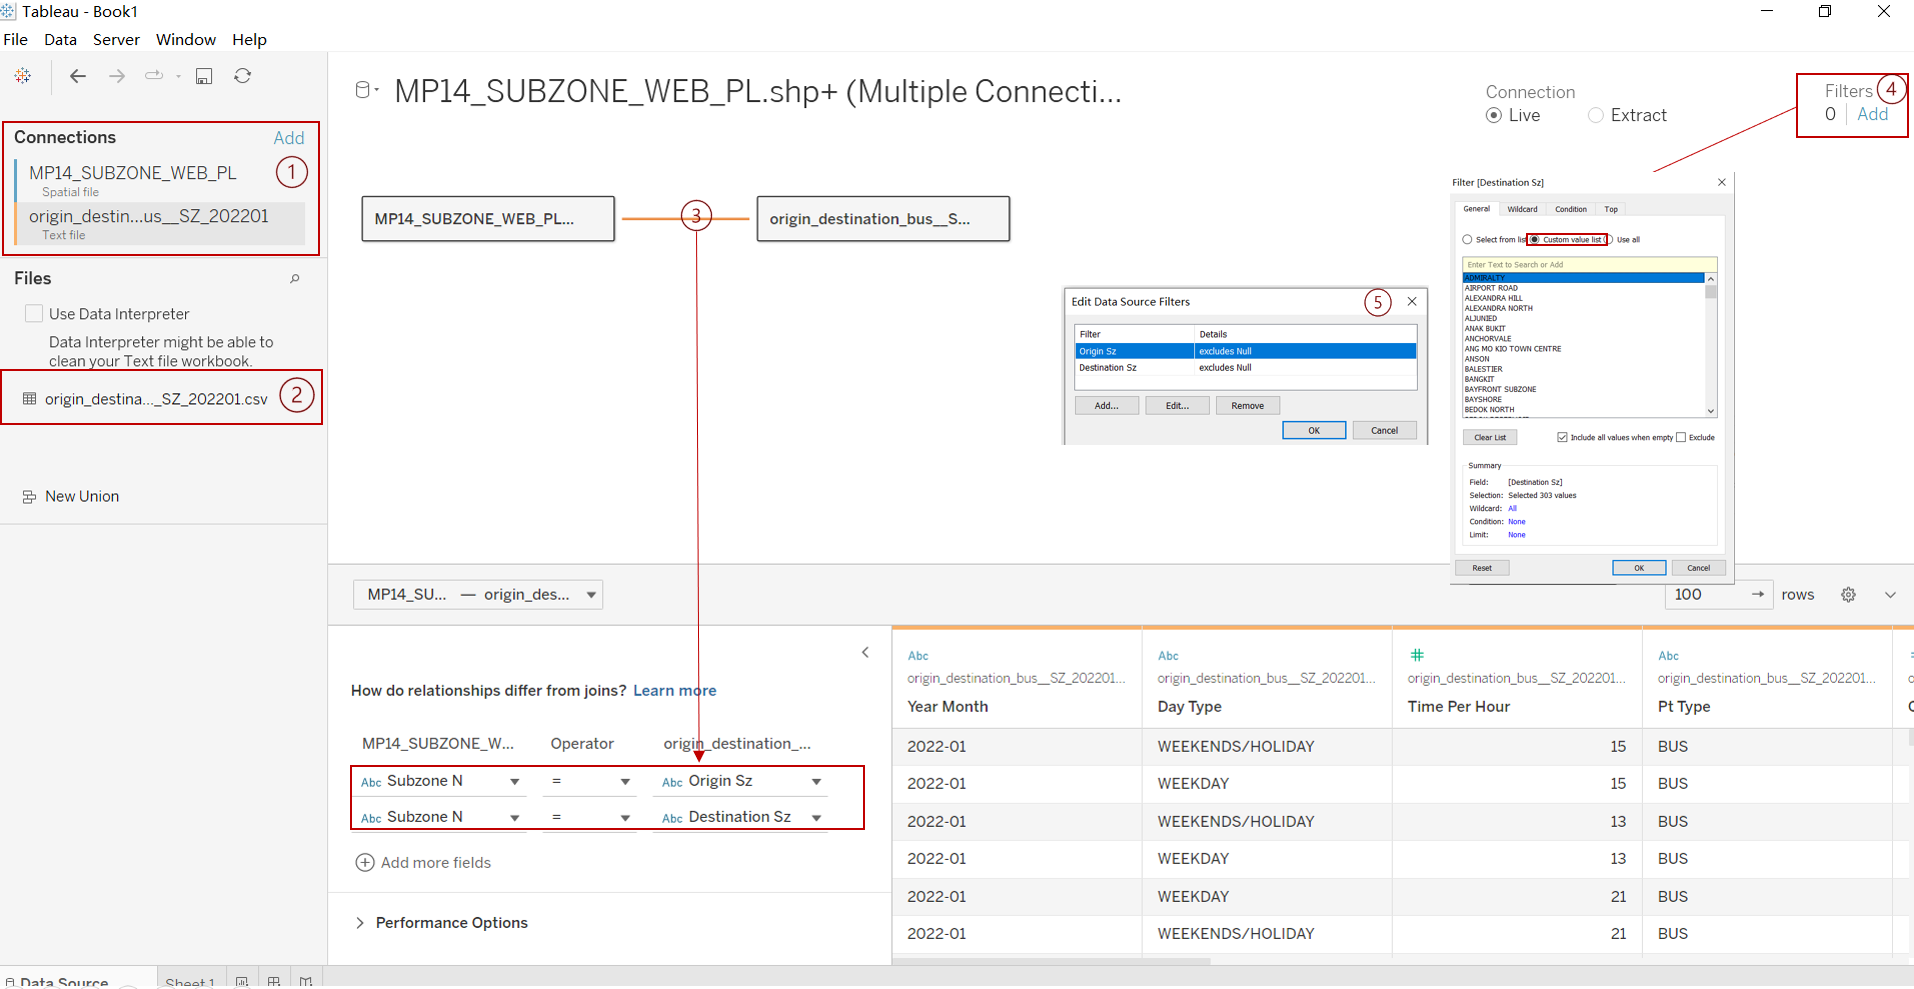 Tableau - Book1
File Data Server Window Help
Connections Add
MP14_SUBZONE_WEB_PL
Spatial file
1
origin_destin...us__SZ_202201
Text file
Files
Use Data Interpreter
Data Interpreter might be able to
clean your Text file workbook.
origin_destina..._SZ_202201.csv
2
New Union
MP14_SUBZONE_WEB_PL.shp+ (Multiple Connecti...
Connection
Live Extract
Filters 4
0 Add
MP14_SUBZONE_WEB_PL...
3
origin_destination_bus__S...
Edit Data Source Filters 5
Filter Details
Origin Sz excludes Null
Destination Sz excludes Null
Add... Edit... Remove
OK Cancel
Filter [Destination Sz]
General Wildcard Condition Top
Select from list Custom value list Use all
Enter Text to Search or Add
ADMIRALTY
AIRPORT ROAD
ALEXANDRA HILL
ALEXANDRA NORTH
ALJUNIED
ANAK BUKIT
ANCHORVALE
ANG MO KIO TOWN CENTRE
ANSON
BALESTIER
BANGKIT
BAYFRONT SUBZONE
BAYSHORE
BEDOK NORTH
Clear List Include all values when empty Exclude
Summary
Field: [Destination Sz]
Selection: Selected 303 values
Wildcard: All
Condition: None
Limit: None
Reset OK Cancel
MP14_SU... — origin_des...
100 rows
How do relationships differ from joins? Learn more
MP14_SUBZONE_W... Operator origin_destination_...
Abc Subzone N = Abc Origin Sz
Abc Subzone N = Abc Destination Sz
Add more fields
Performance Options
Abc Abc # Abc
origin_destination_bus__SZ_202201... origin_destination_bus__SZ_202201... origin_destination_bus__SZ_202201... origin_destination_bus__SZ_202201...
Year Month Day Type Time Per Hour Pt Type
2022-01 WEEKENDS/HOLIDAY 15 BUS
2022-01 WEEKDAY 15 BUS
2022-01 WEEKENDS/HOLIDAY 13 BUS
2022-01 WEEKDAY 13 BUS
2022-01 WEEKDAY 21 BUS
2022-01 WEEKENDS/HOLIDAY 21 BUS
Data Source Sheet 1